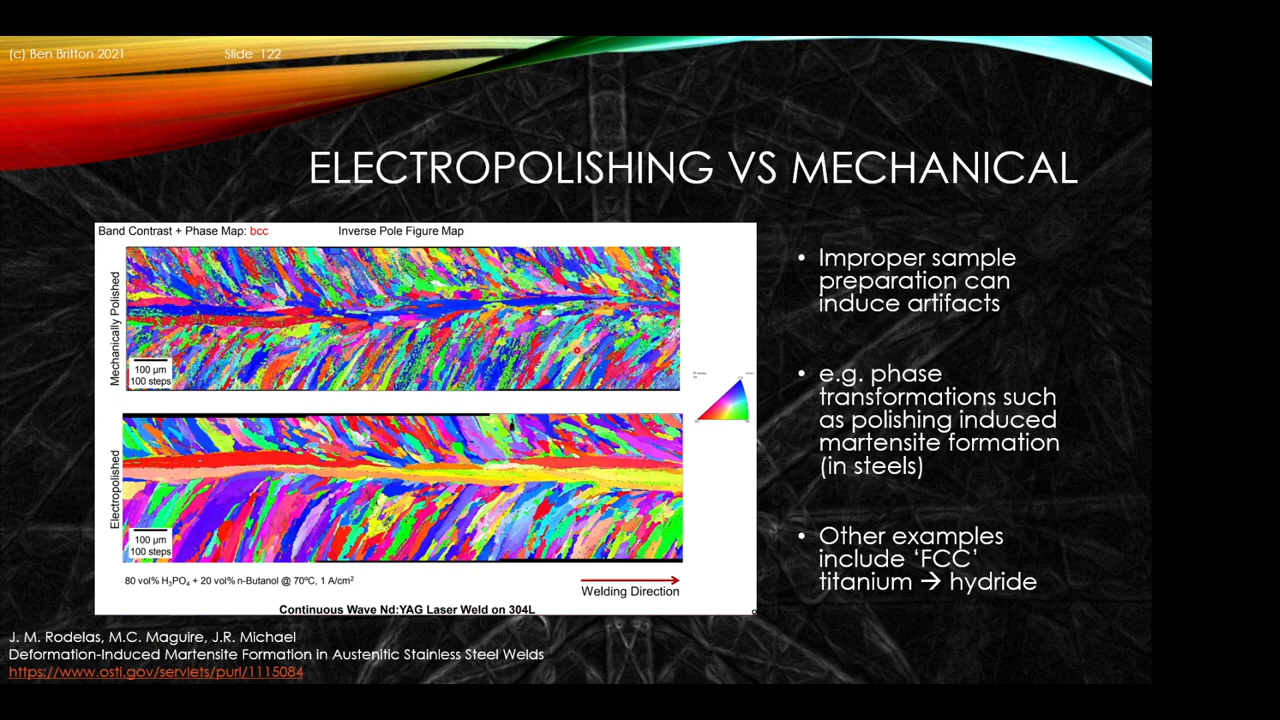 (c) Ben Britton 2021 Slide 122
ELECTROPOLISHING VS MECHANICAL
Band Contrast + Phase Map: bcc Inverse Pole Figure Map
Mechanically Polished
100 µm
100 steps
Electropolished
100 µm
100 steps
80 vol% H₃PO₄ + 20 vol% n-Butanol @ 70ºC, 1 A/cm²
Welding Direction
Continuous Wave Nd:YAG Laser Weld on 304L
• Improper sample
preparation can
induce artifacts
• e.g. phase
transformations such
as polishing induced
martensite formation
(in steels)
• Other examples
include ‘FCC’
titanium → hydride
J. M. Rodelas, M.C. Maguire, J.R. Michael
Deformation-Induced Martensite Formation in Austenitic Stainless Steel Welds
https://www.osti.gov/servlets/purl/1115084